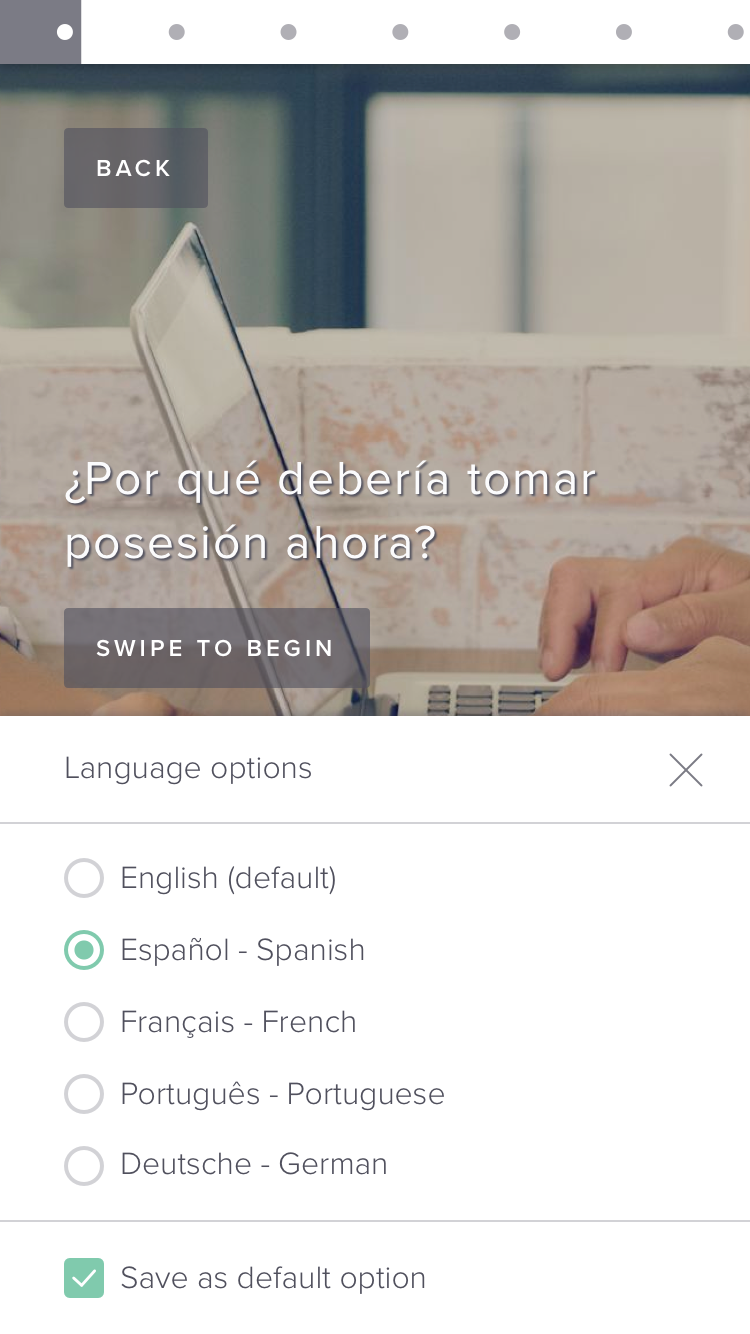 BACK
¿Por qué debería tomar
posesión ahora?
SWIPE TO BEGIN
Language options
English (default)
Español - Spanish
Français - French
Português - Portuguese
Deutsche - German
Save as default option